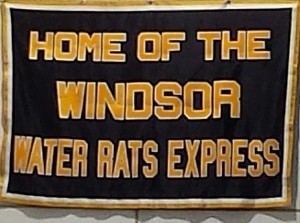 HOME OF THE
WINDSOR
WATER RATS EXPRESS